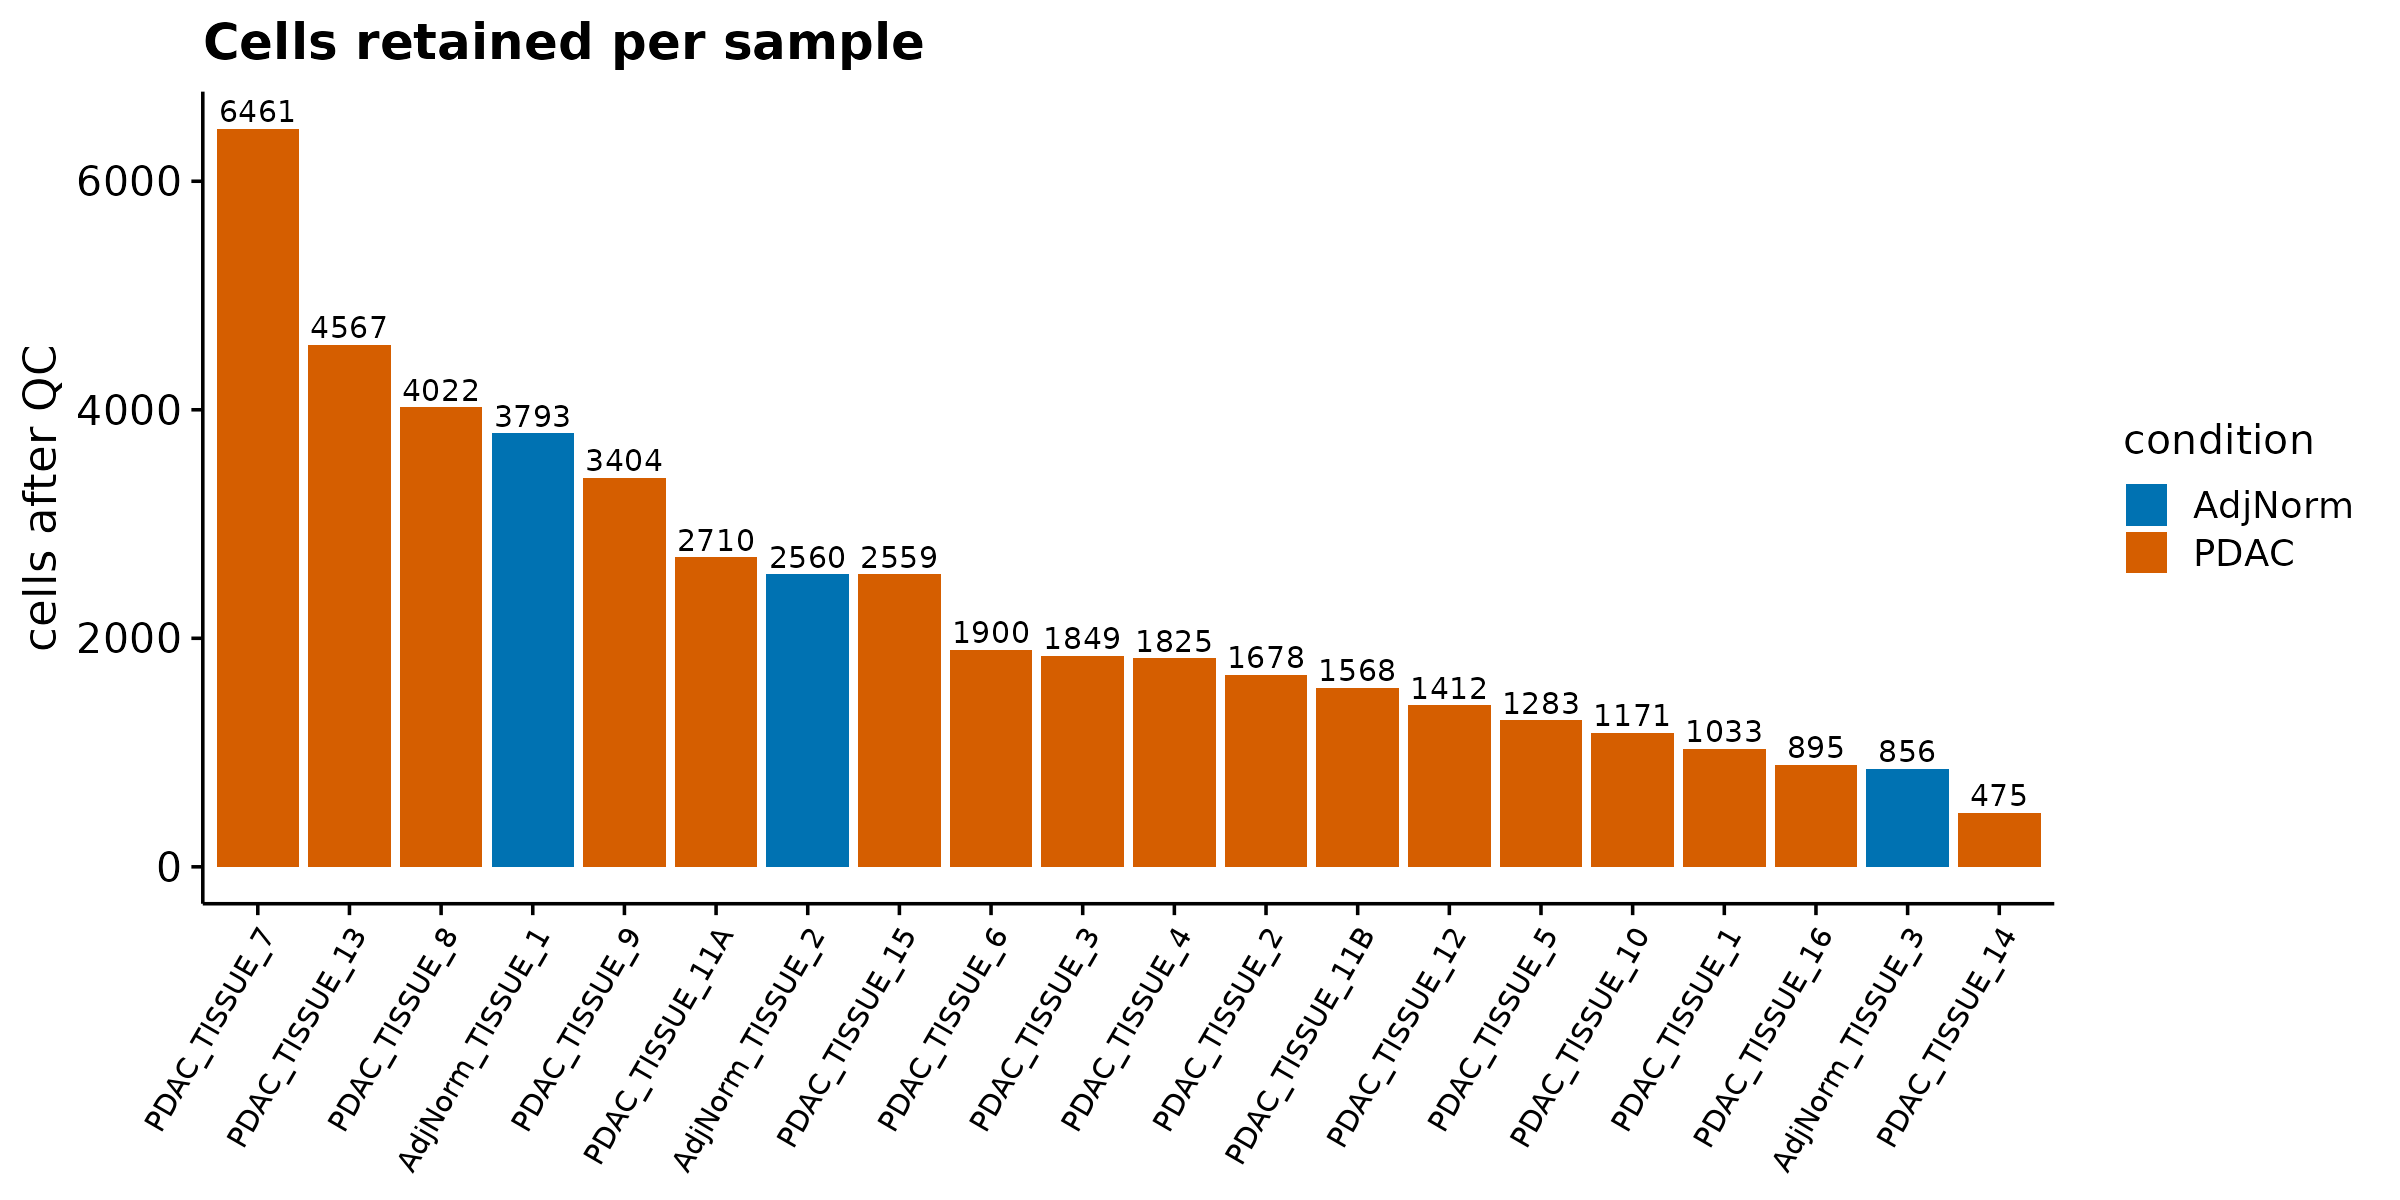 Cells retained per sample
cells after QC
6000
4000
2000
0
6461
4567
4022
3793
3404
2710
2560
2559
1900
1849
1825
1678
1568
1412
1283
1171
1033
895
856
475
PDAC_TISSUE_7
PDAC_TISSUE_13
PDAC_TISSUE_8
AdjNorm_TISSUE_1
PDAC_TISSUE_9
PDAC_TISSUE_11A
AdjNorm_TISSUE_2
PDAC_TISSUE_15
PDAC_TISSUE_6
PDAC_TISSUE_3
PDAC_TISSUE_4
PDAC_TISSUE_2
PDAC_TISSUE_11B
PDAC_TISSUE_12
PDAC_TISSUE_5
PDAC_TISSUE_10
PDAC_TISSUE_1
PDAC_TISSUE_16
AdjNorm_TISSUE_3
PDAC_TISSUE_14
condition
AdjNorm
PDAC